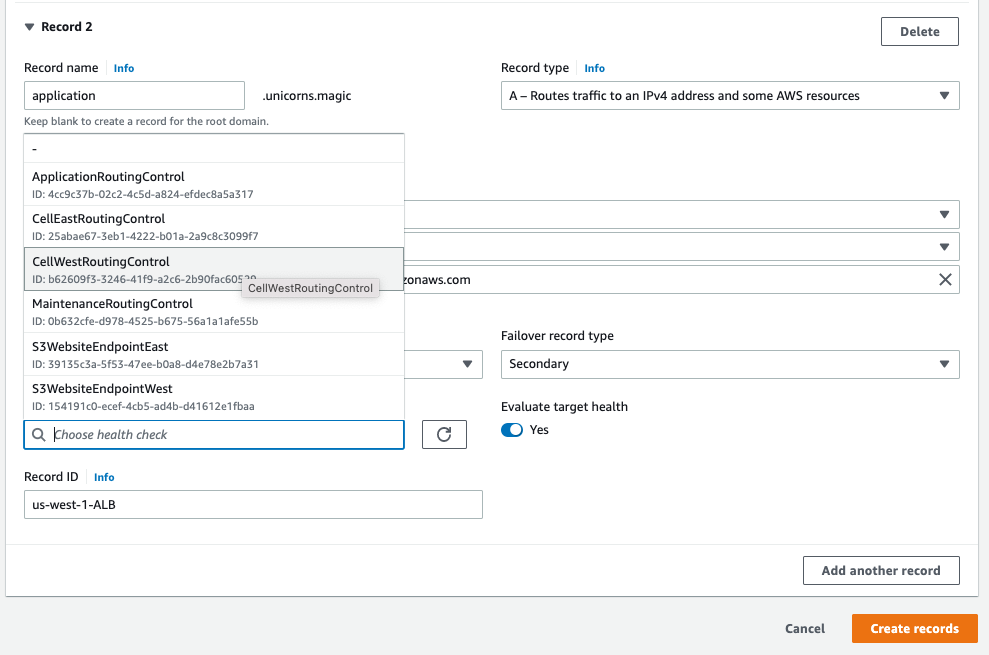 Record 2
Delete
Record name Info
application .unicorns.magic
Keep blank to create a record for the root domain.
Record type Info
A – Routes traffic to an IPv4 address and some AWS resources
-
ApplicationRoutingControl
ID: 4cc9c37b-02c2-4c5d-a824-efdec8a5a317
CellEastRoutingControl
ID: 25abae67-3eb1-4222-b01a-2a9c8c3099f7
CellWestRoutingControl
ID: b62609f3-3246-41f9-a2c6-2b90fac60529
CellWestRoutingControl
MaintenanceRoutingControl
ID: 0b632cfe-d978-4525-b675-56a1a1afe55b
S3WebsiteEndpointEast
ID: 39135c3a-5f53-47ee-b0a8-d4e78e2b7a31
S3WebsiteEndpointWest
ID: 154191c0-ecef-4cb5-ad4b-d41612e1fbaa
Choose health check
zonaws.com
Failover record type
Secondary
Evaluate target health
Yes
Record ID Info
us-west-1-ALB
Add another record
Cancel
Create records